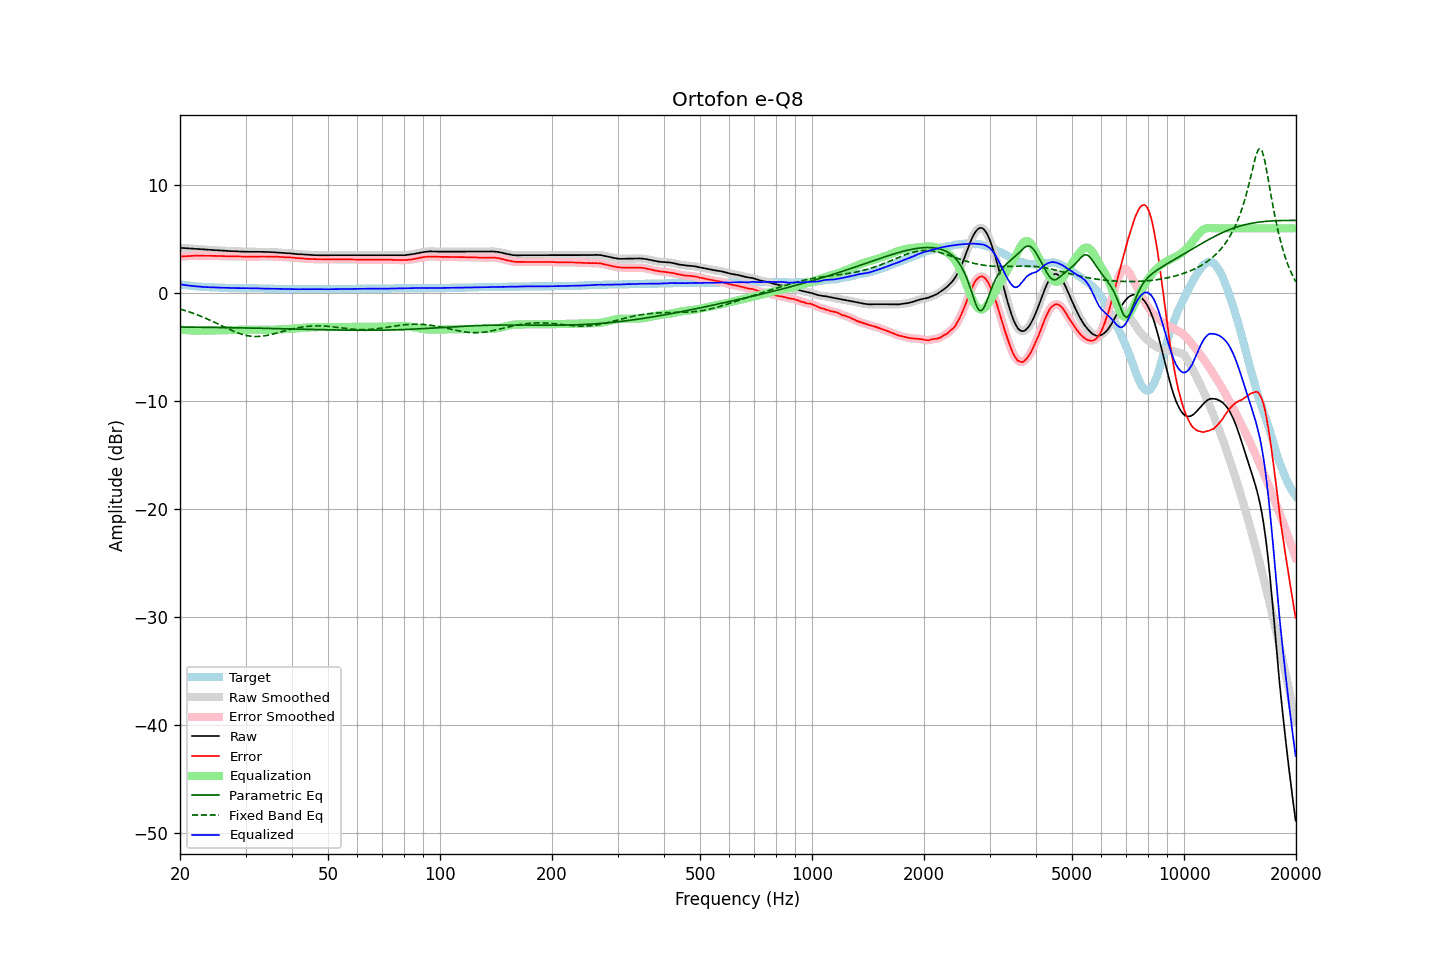 Ortofon e-Q8
10
0
−10
−20
−30
−40
−50
Amplitude (dBr)
Target
Raw Smoothed
Error Smoothed
Raw
Error
Equalization
Parametric Eq
Fixed Band Eq
Equalized
20 50 100 200 500 1000 2000 5000 10000 20000
Frequency (Hz)